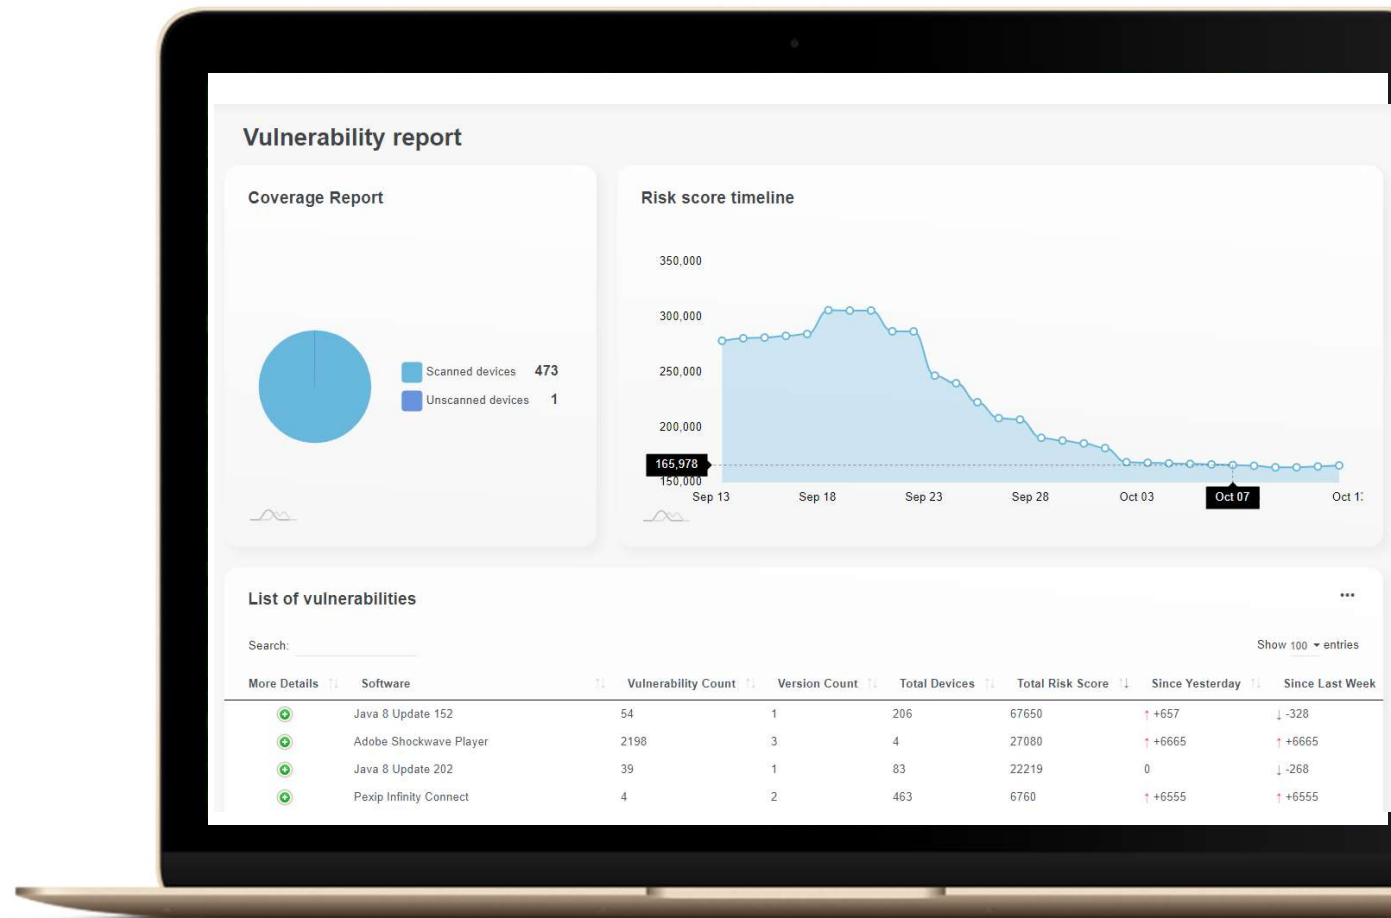 Vulnerability report
Coverage Report
Scanned devices 473
Unscanned devices 1
Risk score timeline
350,000
300,000
250,000
200,000
165,978
150,000
Sep 13 Sep 18 Sep 23 Sep 28 Oct 03 Oct 07
List of vulnerabilities
•••
Search:
Show 100 entries
More Details Software Vulnerability Count Version Count Total Devices Total Risk Score Since Yesterday Since Last Week
Java 8 Update 152 54 1 206 67650 ↑ +657 ↓ -328
Adobe Shockwave Player 2198 3 4 27080 ↑ +6665 ↑ +6665
Java 8 Update 202 39 1 83 22219 0 ↓ -268
Pexip Infinity Connect 4 2 463 6760 ↑ +6555 ↑ +6555